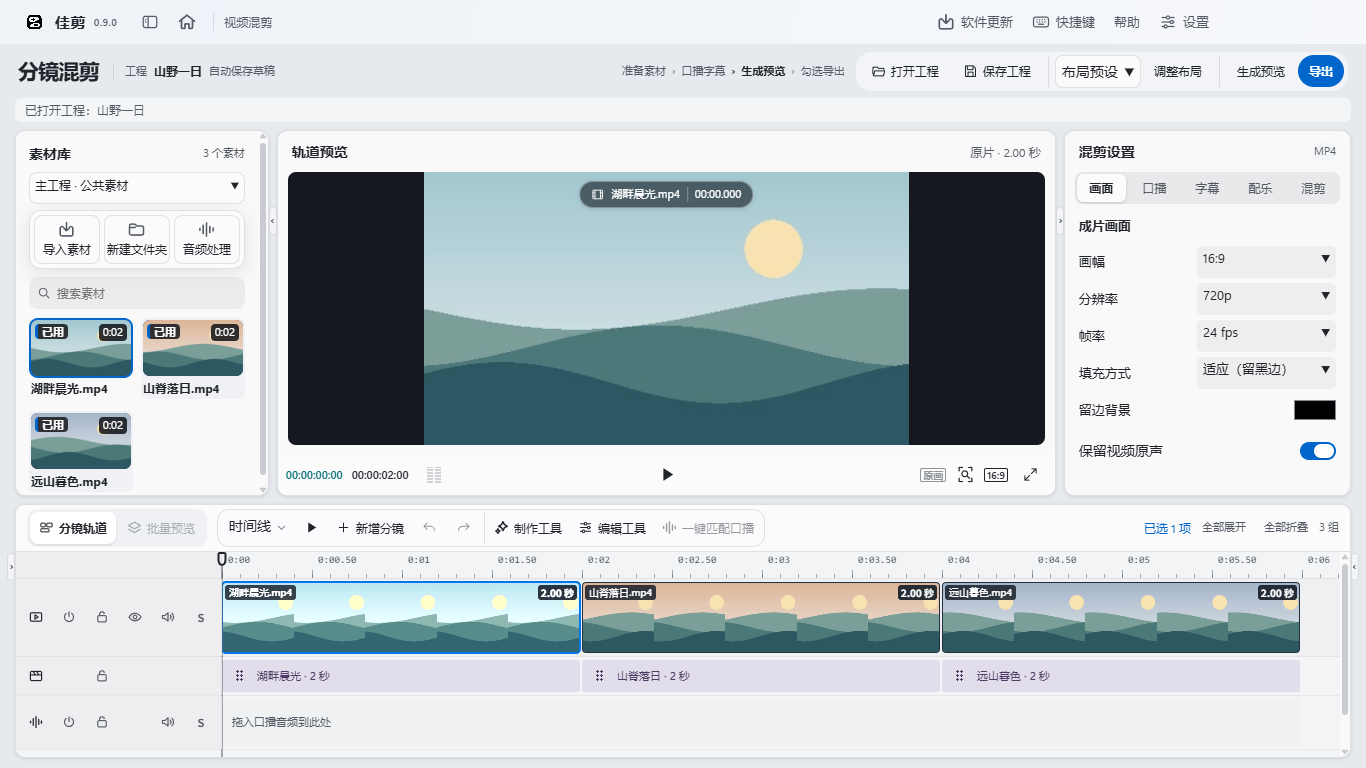 佳剪 0.9.0 视频混剪 软件更新 快捷键 帮助 设置
分镜混剪 工程 山野一日 自动保存草稿 准备素材 › 口播字幕 › 生成预览 › 勾选导出 打开工程 保存工程 布局预设 ▼ 调整布局 生成预览 导出
已打开工程：山野一日
素材库 3 个素材
主工程 · 公共素材 ▼
导入素材 新建文件夹 音频处理
搜索素材
已用 0:02 已用 0:02
湖畔晨光.mp4 山脊落日.mp4
已用 0:02
远山暮色.mp4
轨道预览 原片 · 2.00 秒
湖畔晨光.mp4 00:00.000
00:00:00:00 00:00:02:00 原画 16:9
混剪设置 MP4
画面 口播 字幕 配乐 混剪
成片画面
画幅 16:9 ▼
分辨率 720p ▼
帧率 24 fps ▼
填充方式 适应（留黑边） ▼
留边背景
保留视频原声
分镜轨道 批量预览 时间线 新增分镜 制作工具 编辑工具 一键匹配口播 已选 1 项 全部展开 全部折叠 3 组
0:00 0:00.50 0:01 0:01.50 0:02 0:02.50 0:03 0:03.50 0:04 0:04.50 0:05 0:05.50 0:06
湖畔晨光.mp4 2.00 秒 山脊落日.mp4 2.00 秒 远山暮色.mp4 2.00 秒
S
湖畔晨光 · 2 秒 山脊落日 · 2 秒 远山暮色 · 2 秒
S 拖入口播音频到此处